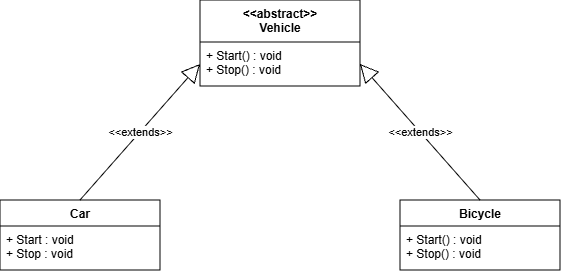 <<abstract>>
Vehicle
+ Start() : void
+ Stop() : void
<<extends>>
<<extends>>
Car
+ Start : void
+ Stop : void
Bicycle
+ Start() : void
+ Stop() : void